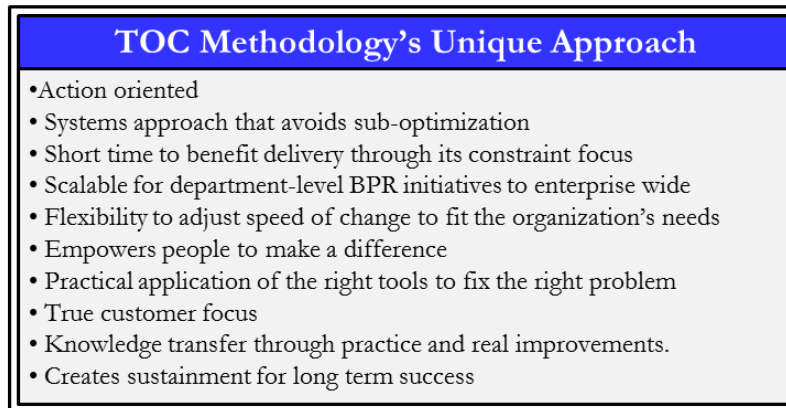 TOC Methodology’s Unique Approach
•Action oriented
• Systems approach that avoids sub-optimization
• Short time to benefit delivery through its constraint focus
• Scalable for department-level BPR initiatives to enterprise wide
• Flexibility to adjust speed of change to fit the organization’s needs
• Empowers people to make a difference
• Practical application of the right tools to fix the right problem
• True customer focus
• Knowledge transfer through practice and real improvements.
• Creates sustainment for long term success